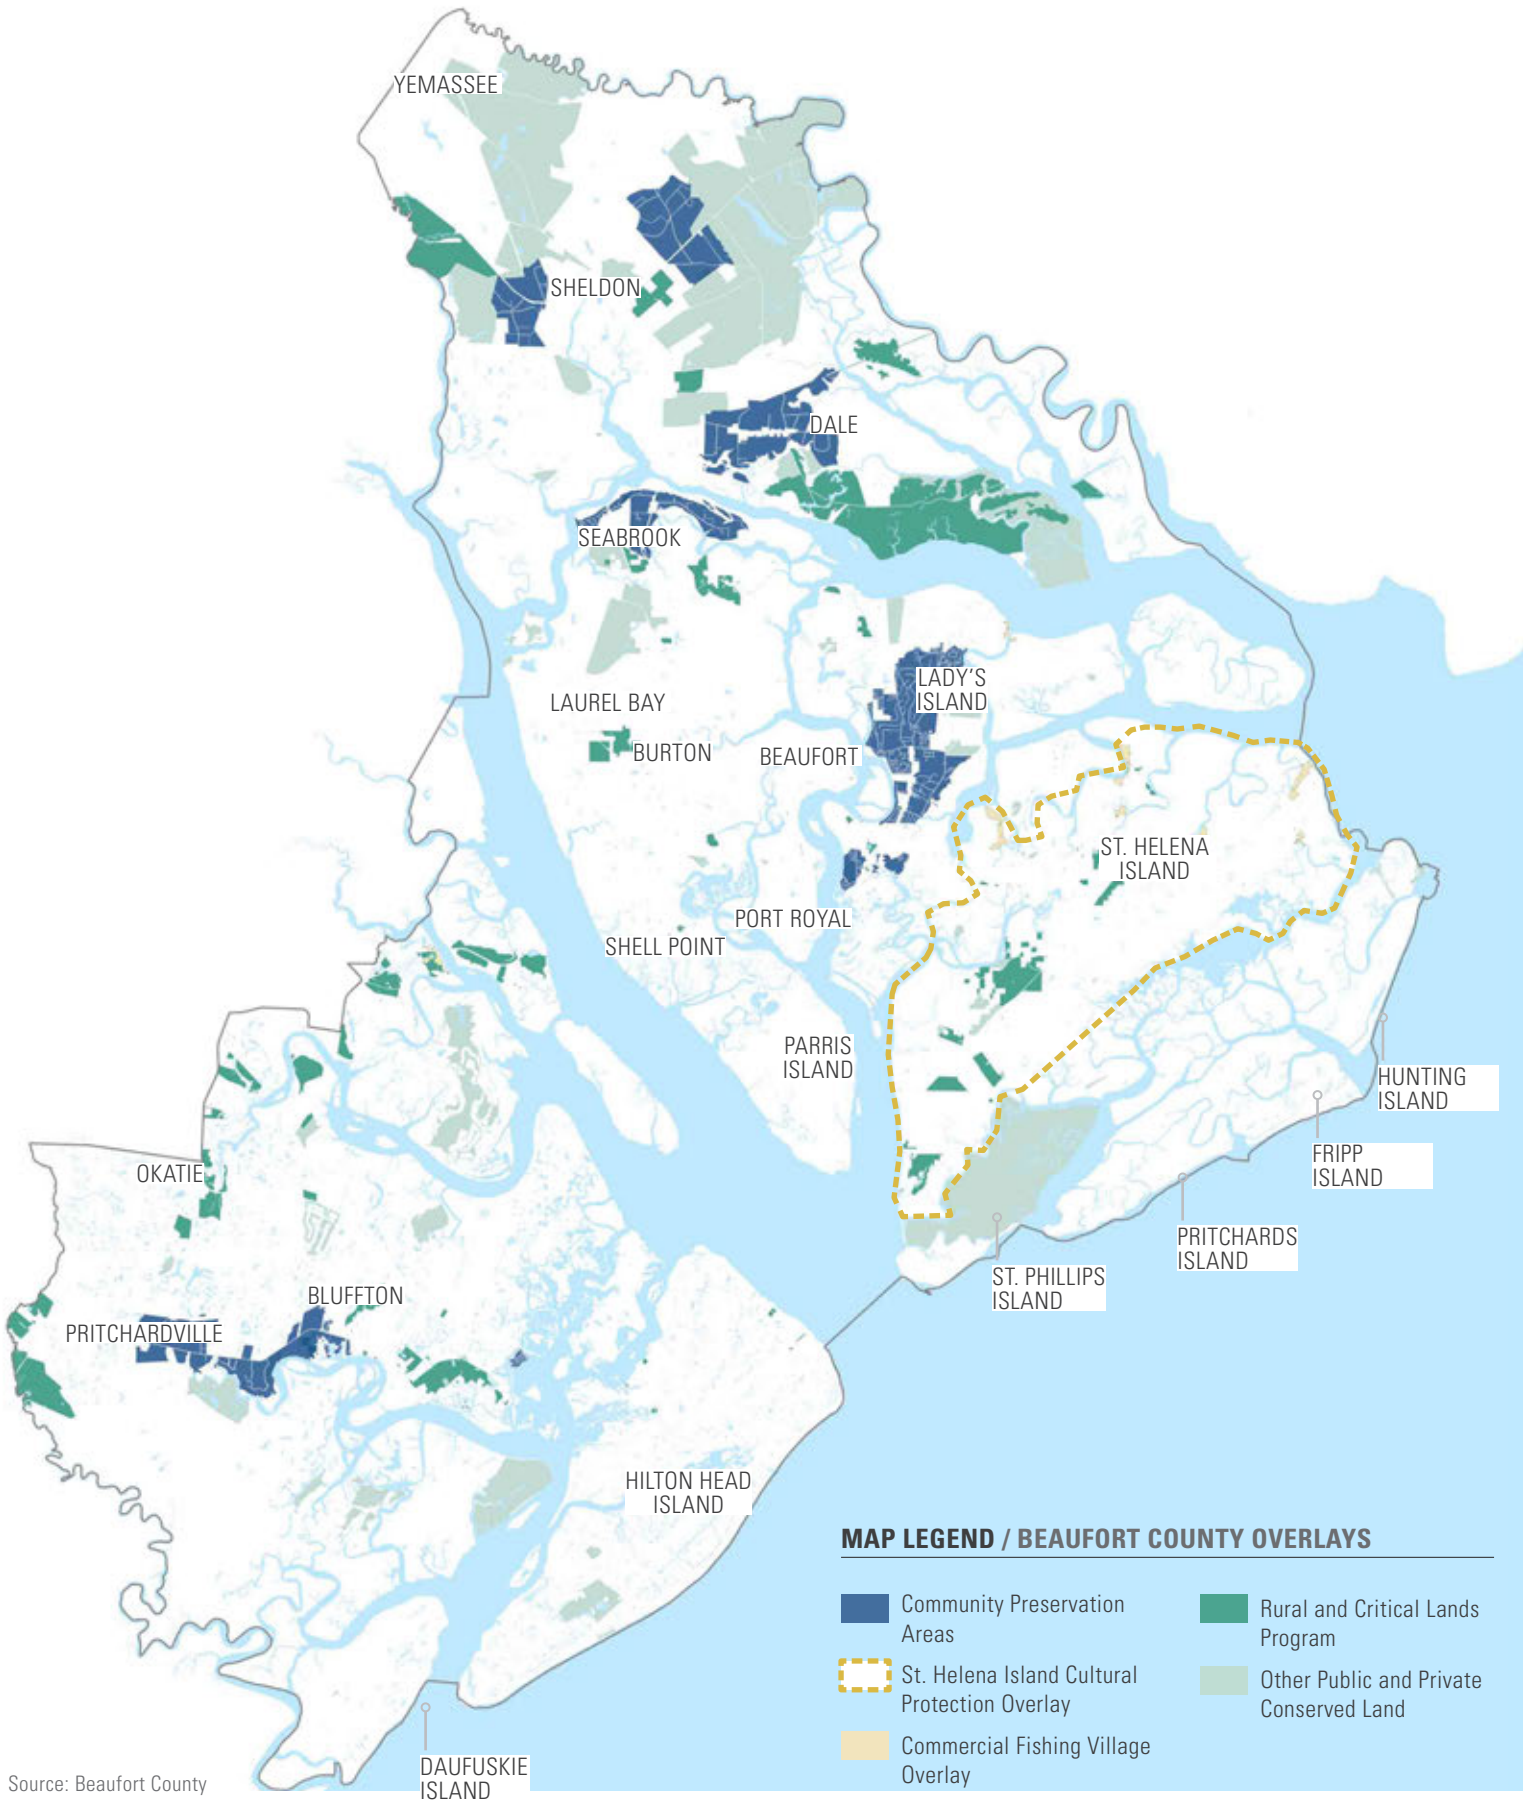 YEMASSEE
SHELDON
DALE
SEABROOK
LADY'S
ISLAND
LAUREL BAY
BURTON
BEAUFORT
ST. HELENA
ISLAND
PORT ROYAL
SHELL POINT
PARRIS
ISLAND
HUNTING
ISLAND
FRIPP
ISLAND
OKATIE
PRITCHARDS
ISLAND
ST. PHILLIPS
ISLAND
BLUFFTON
PRITCHARDVILLE
HILTON HEAD
ISLAND
DAUFUSKIE
ISLAND
MAP LEGEND / BEAUFORT COUNTY OVERLAYS
Community Preservation
Areas
St. Helena Island Cultural
Protection Overlay
Commercial Fishing Village
Overlay
Rural and Critical Lands
Program
Other Public and Private
Conserved Land
Source: Beaufort County